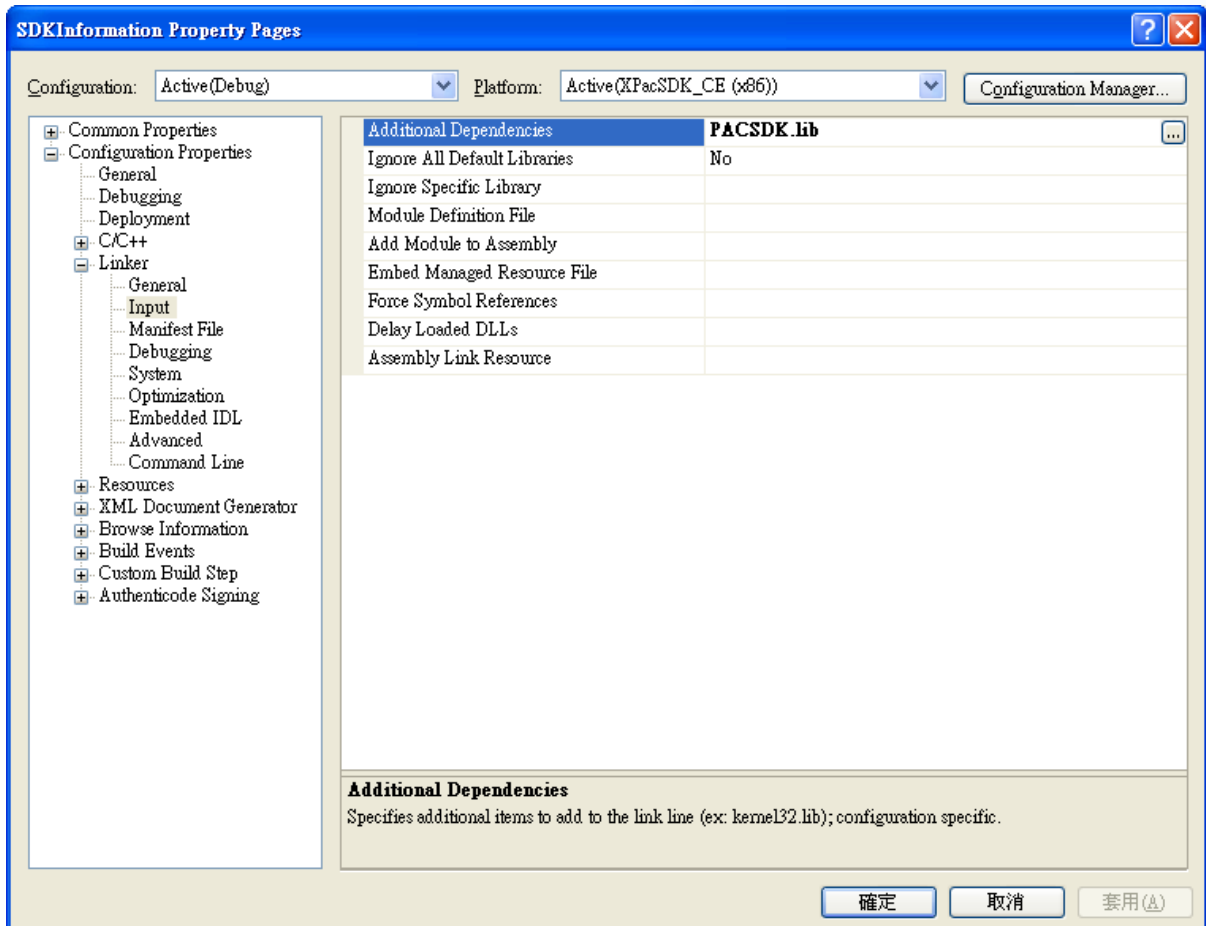 SDKInformation Property Pages
Configuration: Active(Debug) Platform: Active(XPacSDK_CE (x86)) Configuration Manager...
Common Properties
Configuration Properties
General
Debugging
Deployment
C/C++
Linker
General
Input
Manifest File
Debugging
System
Optimization
Embedded IDL
Advanced
Command Line
Resources
XML Document Generator
Browse Information
Build Events
Custom Build Step
Authenticode Signing
Additional Dependencies PACSDK.lib ...
Ignore All Default Libraries No
Ignore Specific Library
Module Definition File
Add Module to Assembly
Embed Managed Resource File
Force Symbol References
Delay Loaded DLLs
Assembly Link Resource
Additional Dependencies
Specifies additional items to add to the link line (ex: kernel32.lib); configuration specific.
確定 取消 套用(A)